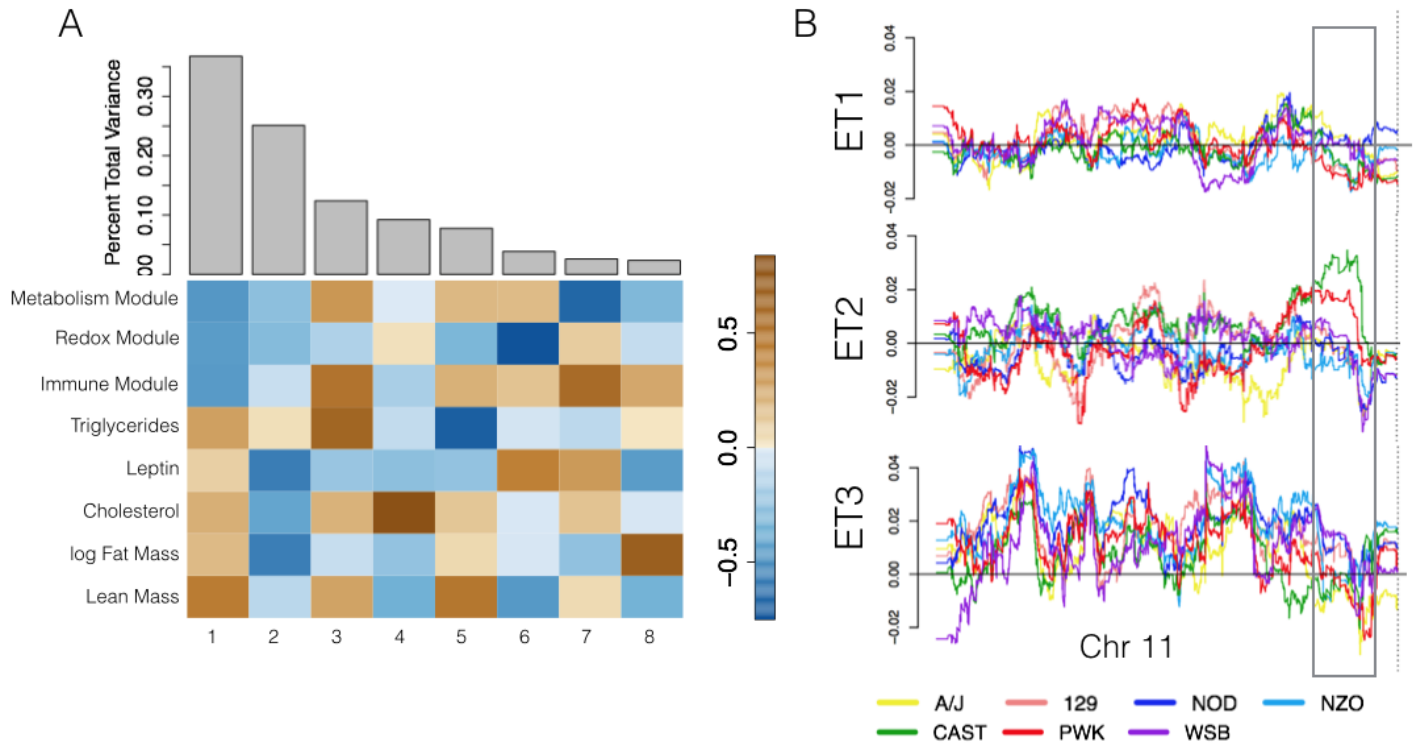 A
B
Percent Total Variance
0.30
0.20
0.10
00
Metabolism Module
Redox Module
Immune Module
Triglycerides
Leptin
Cholesterol
log Fat Mass
Lean Mass
1 2 3 4 5 6 7 8
0.5
0.0
−0.5
ET1
0.04
0.02
0.00
−0.02
ET2
0.04
0.02
0.00
−0.02
ET3
0.04
0.02
0.00
−0.02
Chr 11
A/J 129 NOD NZO
CAST PWK WSB